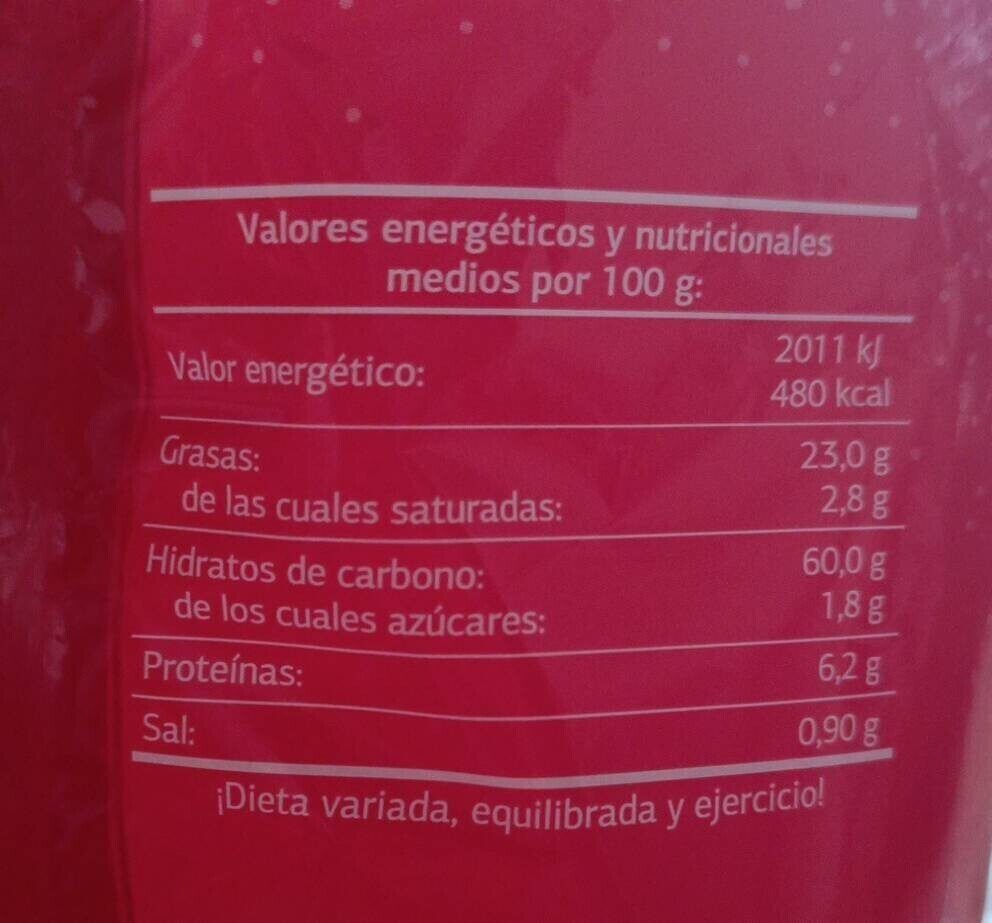 Valores energéticos y nutricionales
medios por 100 g:
Valor energético: 2011 kJ
480 kcal
Grasas: 23,0 g
de las cuales saturadas: 2,8 g
Hidratos de carbono: 60,0 g
de los cuales azúcares: 1,8 g
Proteínas: 6,2 g
Sal: 0,90 g
¡Dieta variada, equilibrada y ejercicio!